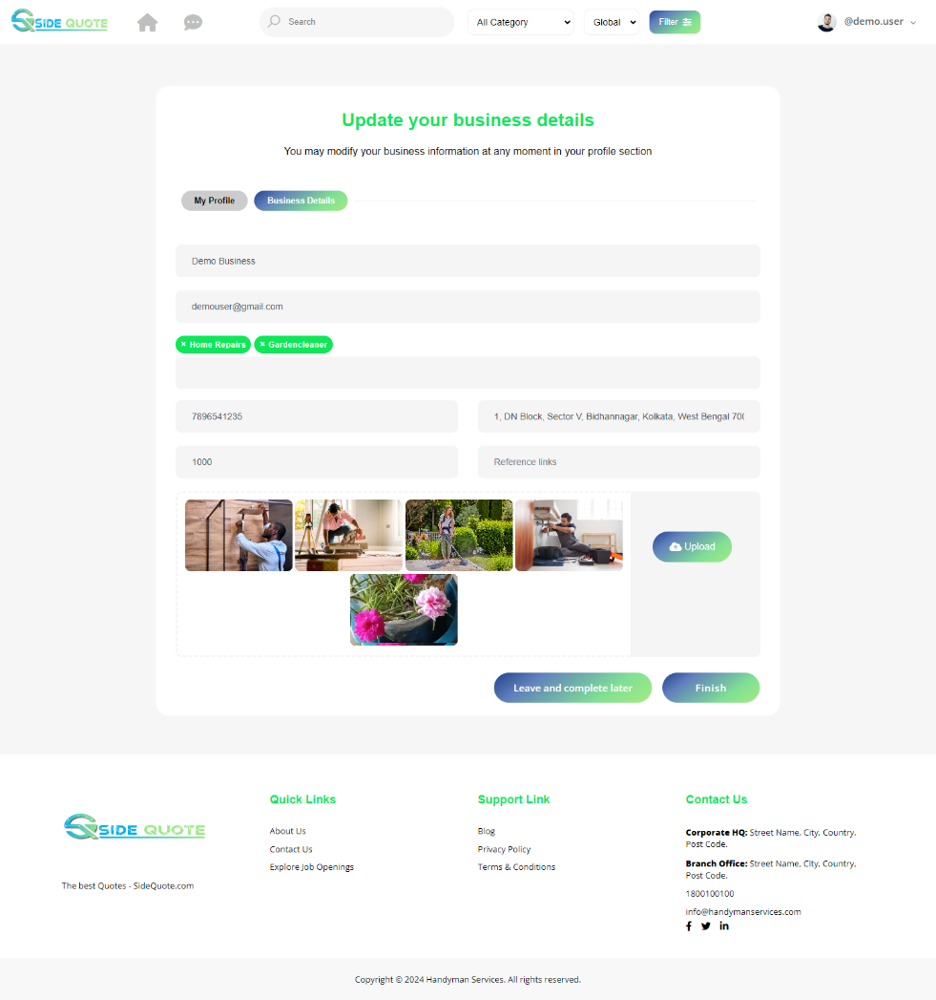 SIDE QUOTE
Search
All Category
Global
Filter
@demo.user
Update your business details
You may modify your business information at any moment in your profile section
My Profile
Business Details
Demo Business
demouser@gmail.com
× Home Repairs
× Gardencleaner
7896541235
1, DN Block, Sector V, Bidhannagar, Kolkata, West Bengal
1000
Reference links
Upload
Leave and complete later
Finish
SIDE QUOTE
The best Quotes - SideQuote.com
Quick Links
About Us
Contact Us
Explore Job Openings
Support Link
Blog
Privacy Policy
Terms & Conditions
Contact Us
Corporate HQ: Street Name, City, Country,
Post Code.
Branch Office: Street Name, City, Country,
Post Code.
1800100100
info@handymanservices.com
Copyright © 2024 Handyman Services. All rights reserved.